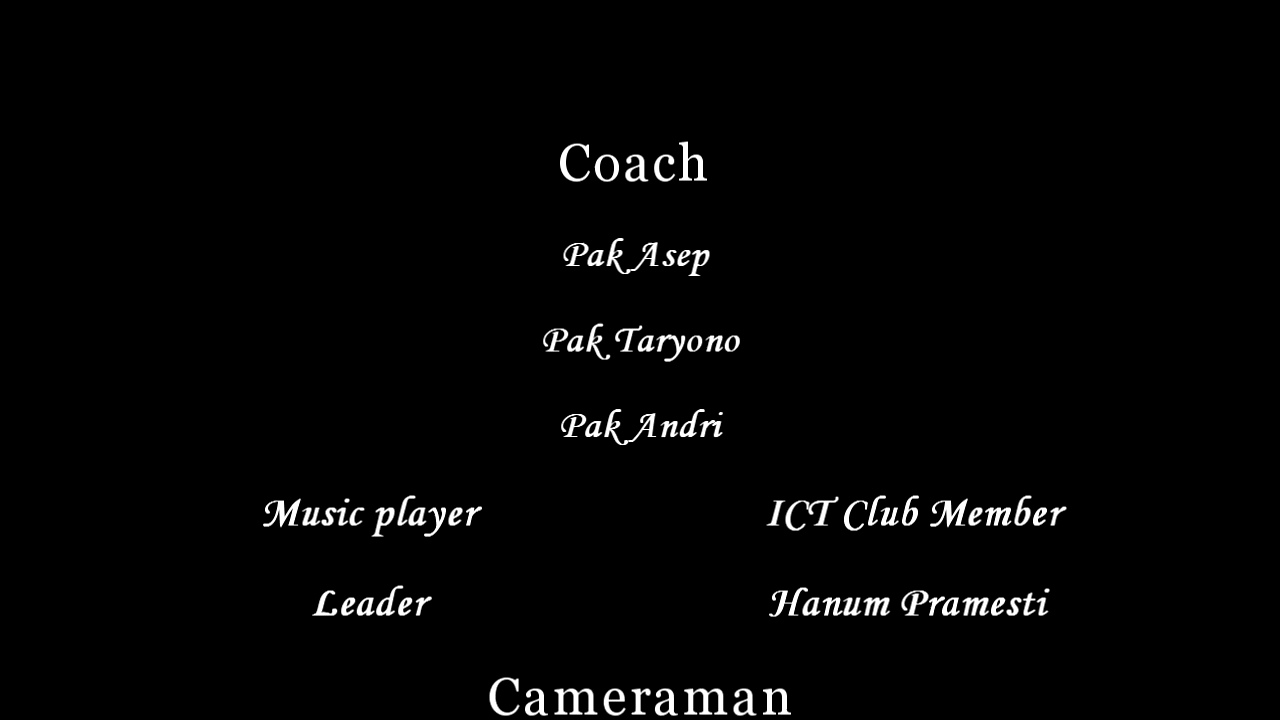 Coach
Pak Asep
Pak Taryono
Pak Andri
Music player ICT Club Member
Leader Hanum Pramesti
Cameraman